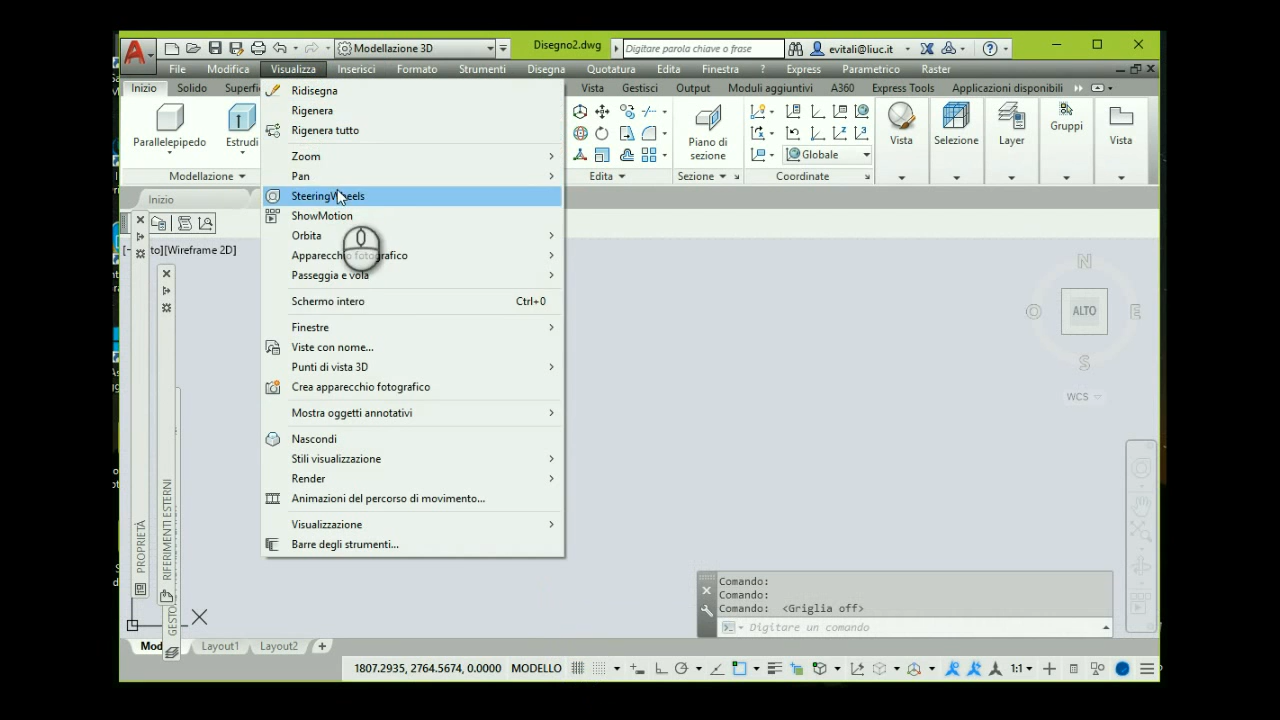 Modellazione 3D
Disegno2.dwg
Digitare parola chiave o frase
evitali@liuc.it
File Modifica Visualizza Inserisci Formato Strumenti Disegna Quotatura Edita Finestra ? Express Parametrico Raster
Inizio Solido Vista Gestisci Output Moduli aggiuntivi A360 Express Tools Applicazioni disponibili
Parallelepipedo
Estrudi
Piano di
sezione
Globale
Vista
Selezione
Layer
Gruppi
Vista
Modellazione
Edita
Sezione
Coordinate
Inizio
[Wireframe 2D]
Ridisegna
Rigenera
Rigenera tutto
Zoom
Pan
SteeringWheels
ShowMotion
Orbita
Apparecchio fotografico
Passeggia e vola
Schermo intero Ctrl+0
Finestre
Viste con nome...
Punti di vista 3D
Crea apparecchio fotografico
Mostra oggetti annotativi
Nascondi
Stili visualizzazione
Render
Animazioni del percorso di movimento...
Visualizzazione
Barre degli strumenti...
N
O
ALTO
E
S
WCS
PROPRIETÀ
RIFERIMENTI ESTERNI
Comando:
Comando:
Comando: <Griglia off>
Digitare un comando
Layout1 Layout2 +
1807.2935, 2764.5674, 0.0000 MODELLO 1:1